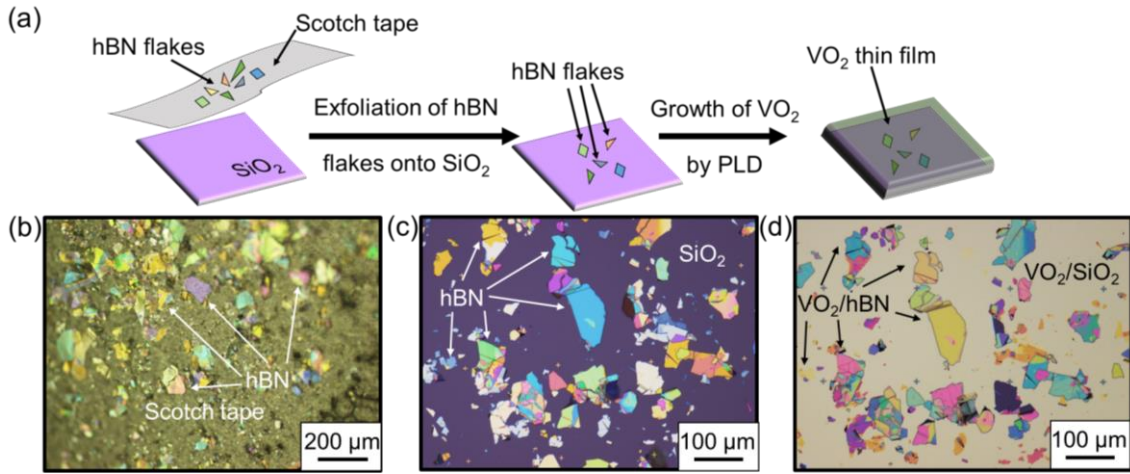 (a)
Scotch tape
hBN flakes
SiO₂
Exfoliation of hBN
flakes onto SiO₂
hBN flakes
Growth of VO₂
by PLD
VO₂ thin film
(b)
hBN
Scotch tape
200 µm
(c)
SiO₂
hBN
100 µm
(d)
VO₂/SiO₂
VO₂/hBN
100 µm